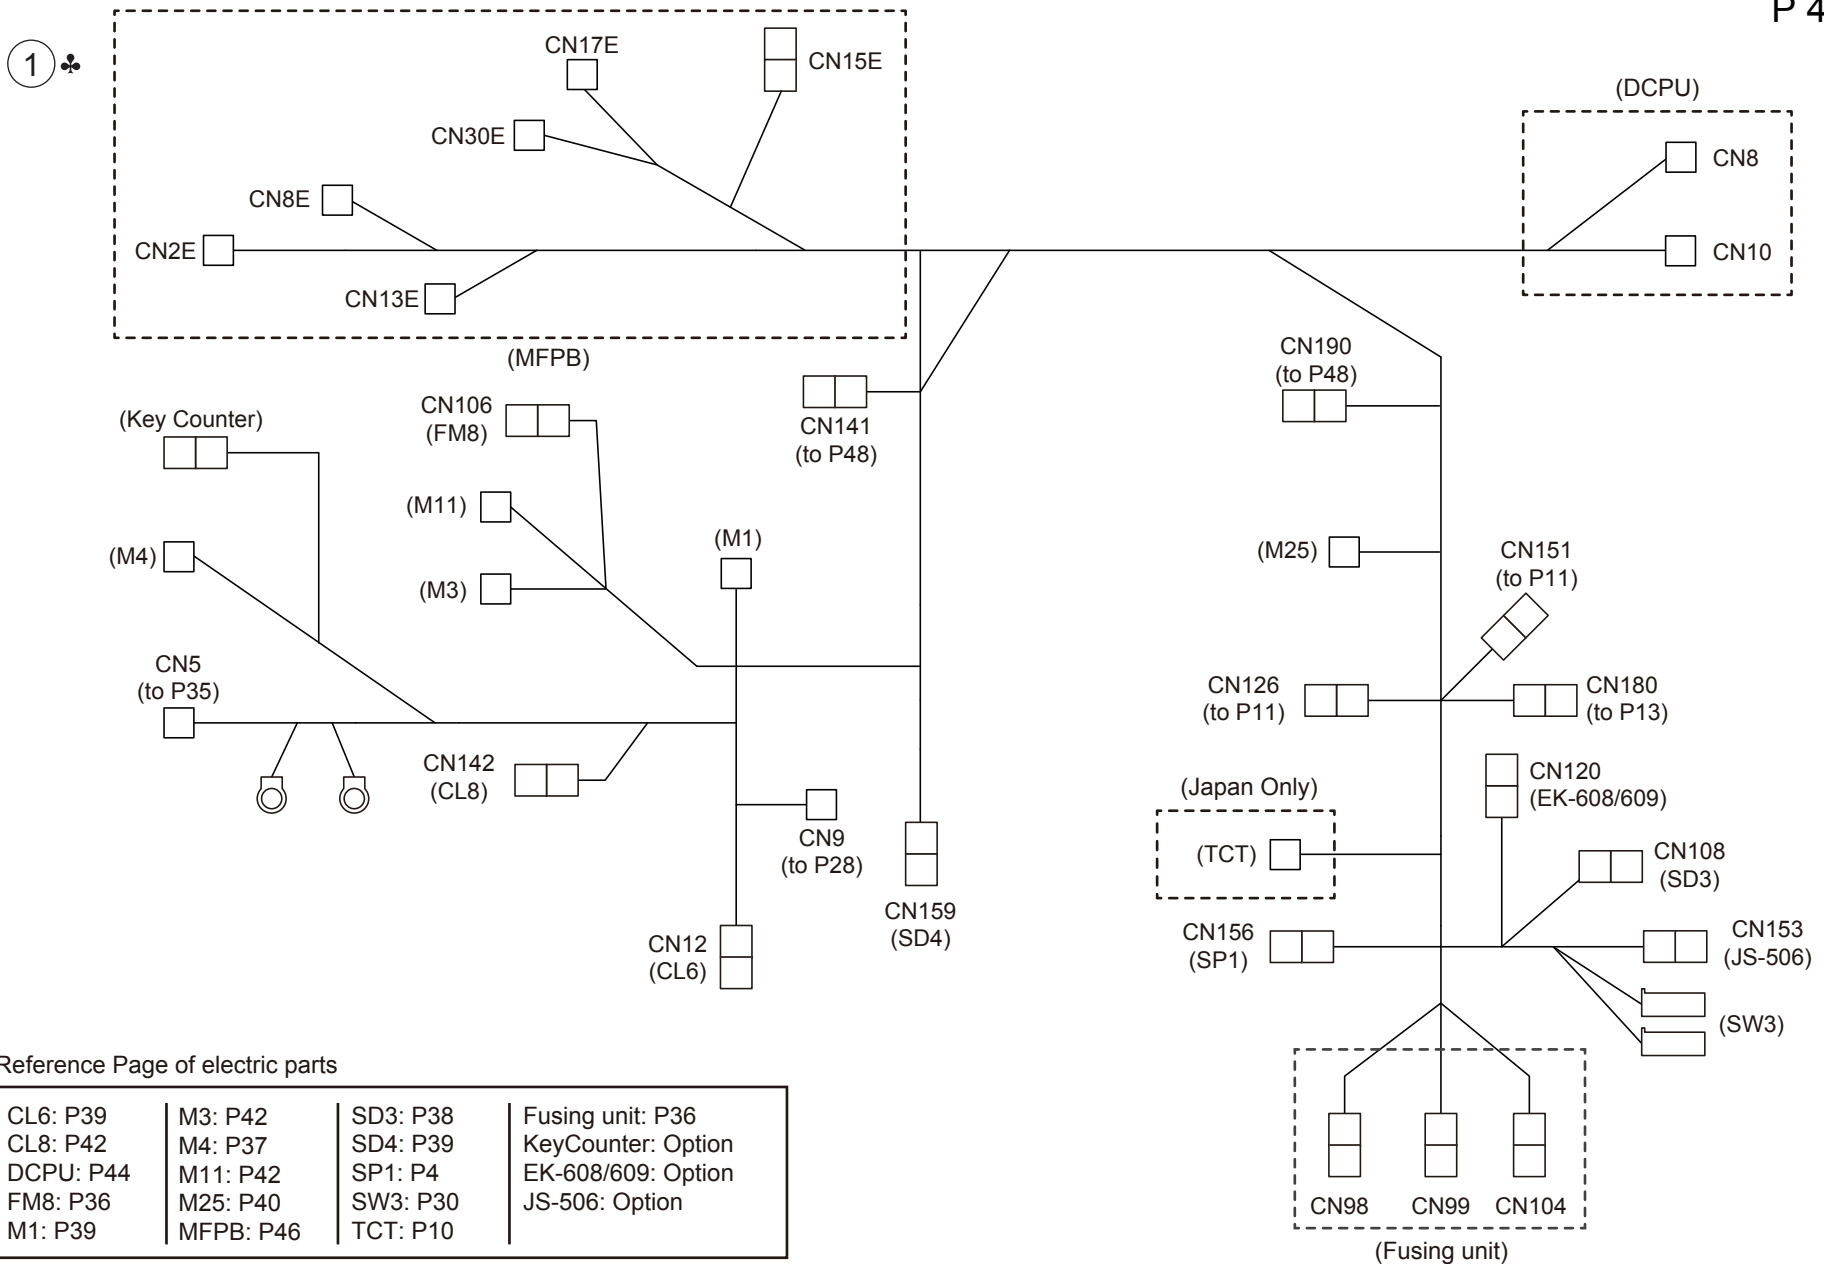 P 4
1 ♣
CN17E
CN15E
CN30E
CN8E
CN2E
CN13E
(MFPB)
(DCPU)
CN8
CN10
CN190
(to P48)
CN141
(to P48)
(Key Counter)
CN106
(FM8)
(M11)
(M3)
(M4)
(M1)
CN5
(to P35)
CN142
(CL8)
CN9
(to P28)
CN12
(CL6)
CN159
(SD4)
(M25)
CN151
(to P11)
CN126
(to P11)
CN180
(to P13)
(Japan Only)
(TCT)
CN120
(EK-608/609)
CN108
(SD3)
CN156
(SP1)
CN153
(JS-506)
(SW3)
CN98
CN99
CN104
(Fusing unit)
Reference Page of electric parts
CL6: P39
CL8: P42
DCPU: P44
FM8: P36
M1: P39
M3: P42
M4: P37
M11: P42
M25: P40
MFPB: P46
SD3: P38
SD4: P39
SP1: P4
SW3: P30
TCT: P10
Fusing unit: P36
KeyCounter: Option
EK-608/609: Option
JS-506: Option